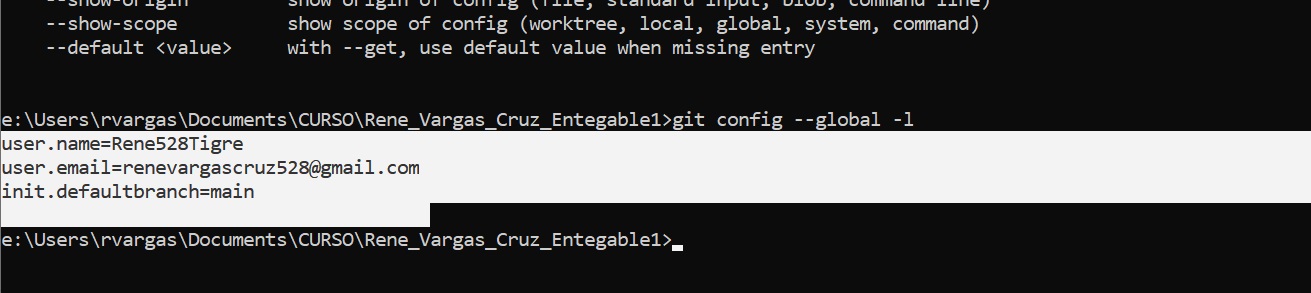 --show-origin show origin of config (file, standard input, blob, command line)
--show-scope show scope of config (worktree, local, global, system, command)
--default <value> with --get, use default value when missing entry
e:\Users\rvargas\Documents\CURSO\Rene_Vargas_Cruz_Entegable1>git config --global -l
user.name=Rene528Tigre
user.email=renevargascruz528@gmail.com
init.defaultbranch=main
e:\Users\rvargas\Documents\CURSO\Rene_Vargas_Cruz_Entegable1>